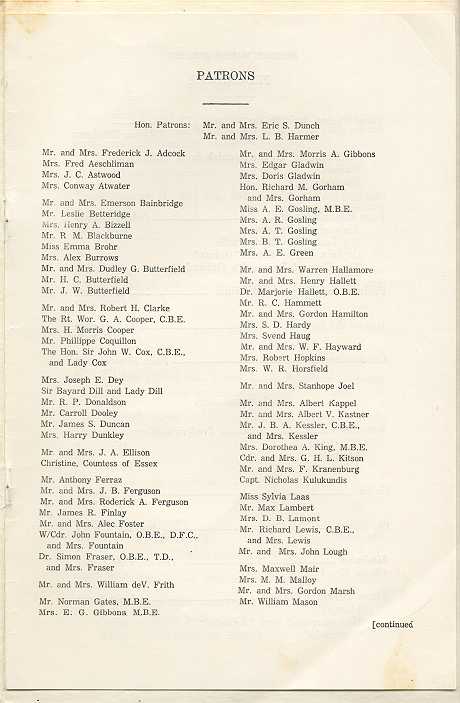 PATRONS
Hon. Patrons: Mr. and Mrs. Eric S. Dunch
Mr. and Mrs. L. B. Harmer
Mr. and Mrs. Frederick J. Adcock
Mrs. Fred Aeschliman
Mrs. J. C. Astwood
Mrs. Conway Atwater
Mr. and Mrs. Emerson Bainbridge
Mr. Leslie Betteridge
Mrs. Henry A. Bizzell
Mr. R M. Blackburne
Miss Emma Brohr
Mrs. Alex Burrows
Mr. and Mrs. Dudley G. Butterfield
Mr. H. C. Butterfield
Mr. J. W. Butterfield
Mr. and Mrs. Robert H. Clarke
The Rt. Wor. G. A. Cooper, C.B.E.
Mrs. H. Morris Cooper
Mr. Phillippe Coquillon
The Hon. Sir John W. Cox, C.B.E.,
and Lady Cox
Mrs. Joseph E. Dey
Sir Bayard Dill and Lady Dill
Mr. R. P. Donaldson
Mr. Carroll Dooley
Mr. James S. Duncan
Mrs. Harry Dunkley
Mr. and Mrs. J. A. Ellison
Christine, Countess of Essex
Mr. Anthony Ferraz
Mr. and Mrs. J. B. Ferguson
Mr. and Mrs. Roderick A. Ferguson
Mr. James R. Finlay
Mr. and Mrs. Alec Foster
W/Cdr. John Fountain, O.B.E., D.F.C.,
and Mrs. Fountain
Dr. Simon Fraser, O.B.E., T.D.,
and Mrs. Fraser
Mr. and Mrs. William deV. Frith
Mr. Norman Gates, M.B.E.
Mrs. E. G. Gibbons M.B.E.
Mr. and Mrs. Morris A. Gibbons
Mrs. Edgar Gladwin
Mrs. Doris Gladwin
Hon. Richard M. Gorham
and Mrs. Gorham
Miss A. E. Gosling, M.B.E.
Mrs. A. R. Gosling
Mrs. A. T. Gosling
Mrs. B. T. Gosling
Mrs. A. E. Green
Mr. and Mrs. Warren Hallamore
Mr. and Mrs. Henry Hallett
Dr. Marjorie Hallett, O.B.E.
Mr. R. C. Hammett
Mr. and Mrs. Gordon Hamilton
Mrs. S. D. Hardy
Mrs. Svend Haug
Mr. and Mrs. W. F. Hayward
Mrs. Robert Hopkins
Mrs. W. R. Horsfield
Mr. and Mrs. Stanhope Joel
Mr. and Mrs. Albert Kappel
Mr. and Mrs. Albert V. Kastner
Mr. J. B. A. Kessler, C.B.E.,
and Mrs. Kessler
Mrs. Dorothea A. King, M.B.E.
Cdr. and Mrs. G. H. L. Kitson
Mr. and Mrs. F. Kranenburg
Capt. Nicholas Kulukundis
Miss Sylvia Laas
Mr. Max Lambert
Mrs. D. B. Lamont
Mr. Richard Lewis, C.B.E.,
and Mrs. Lewis
Mr. and Mrs. John Lough
Mrs. Maxwell Mair
Mrs. M. M. Malloy
Mr. and Mrs. Gordon Marsh
Mr. William Mason
[continued